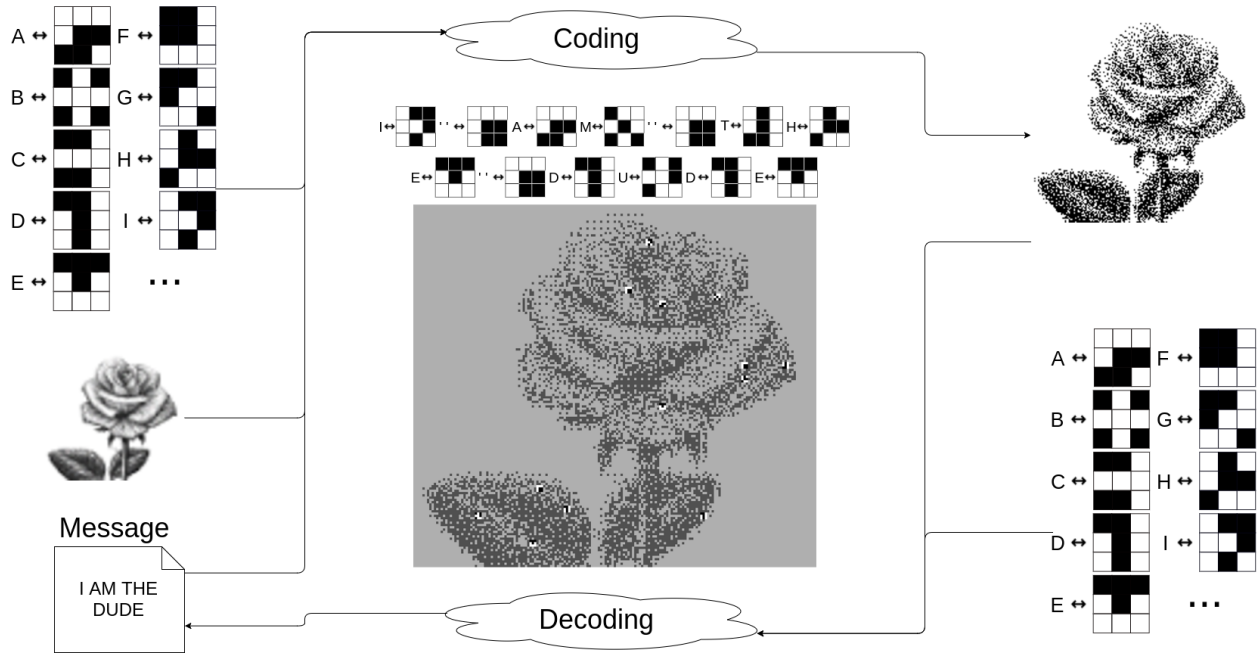 A ↔ F ↔
B ↔ G ↔
C ↔ H ↔
D ↔ I ↔
E ↔ ...
Coding
I↔ ' ' ↔ A↔ M↔ ' ' ↔ T↔ H↔
E↔ ' ' ↔ D↔ U↔ D↔ E↔
Message
I AM THE
DUDE
Decoding
A ↔ F ↔
B ↔ G ↔
C ↔ H ↔
D ↔ I ↔
E ↔ ...